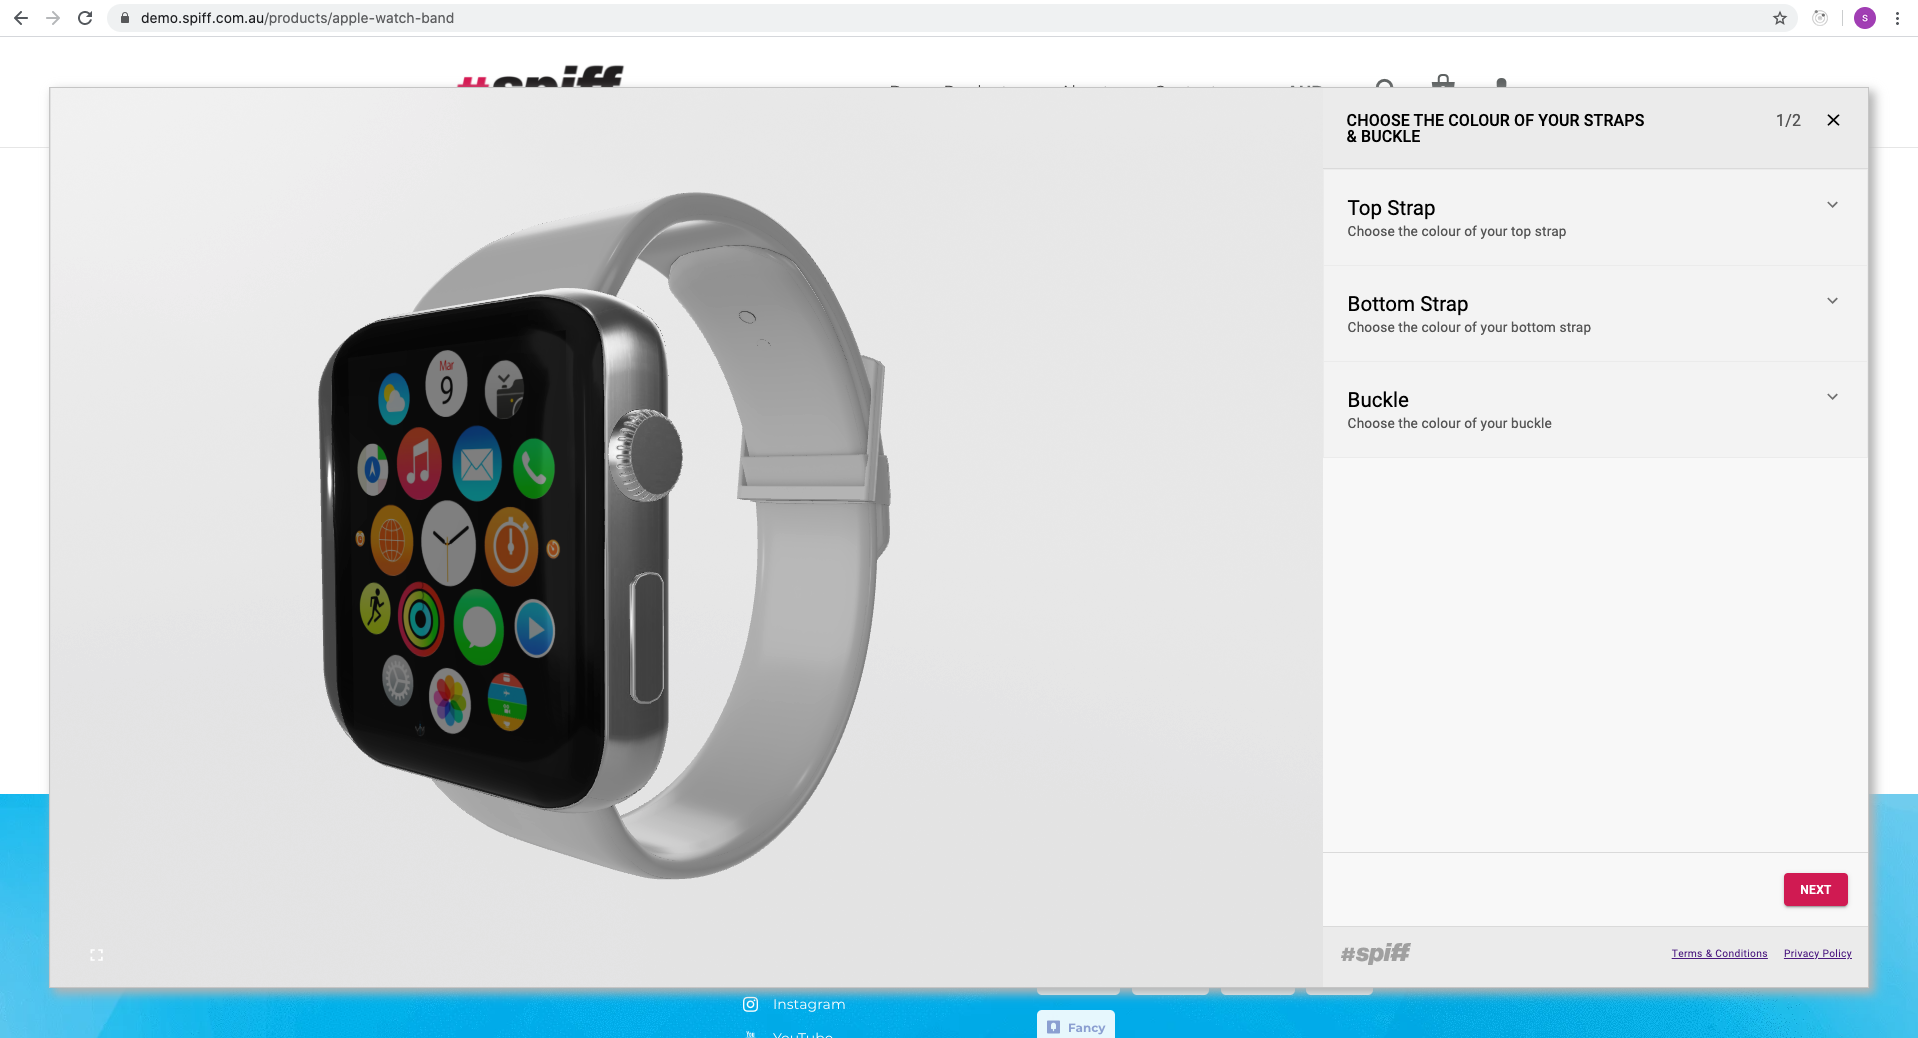 demo.spiff.com.au/products/apple-watch-band
S
#spiff
CHOOSE THE COLOUR OF YOUR STRAPS
& BUCKLE
1/2
Top Strap
Choose the colour of your top strap
Bottom Strap
Choose the colour of your bottom strap
Buckle
Choose the colour of your buckle
Mar
9
NEXT
#spiff
Terms & Conditions
Privacy Policy
Instagram
YouTube
Fancy